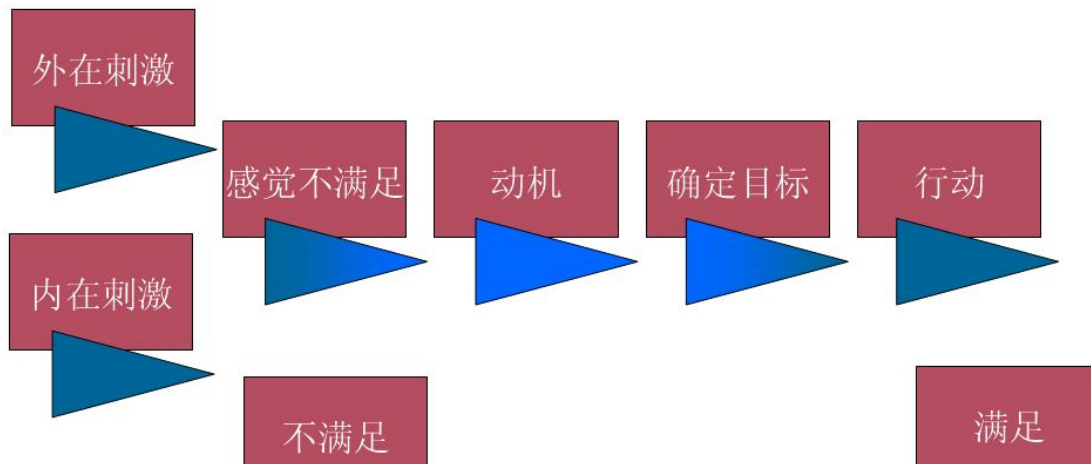 外在刺激
感觉不满足
动机
确定目标
行动
内在刺激
不满足
满足